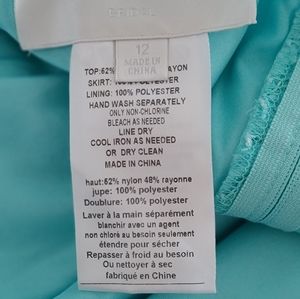 BRIDAL
12
MADE IN
CHINA
TOP:62% RAYON
SKIRT: 100% POLYESTER
LINING: 100% POLYESTER
HAND WASH SEPARATELY
ONLY NON-CHLORINE
BLEACH AS NEEDED
LINE DRY
COOL IRON AS NEEDED
OR DRY CLEAN
MADE IN CHINA
haut:62% nylon 48% rayonne
jupe: 100% polyester
Doublure: 100% polyester
Laver à la main séparément
blanchir avec un agent
non chloré au besoin seulement
étendre pour sécher
Repasser à froid au besoin
Ou nettoyer à sec
fabriqué en Chine